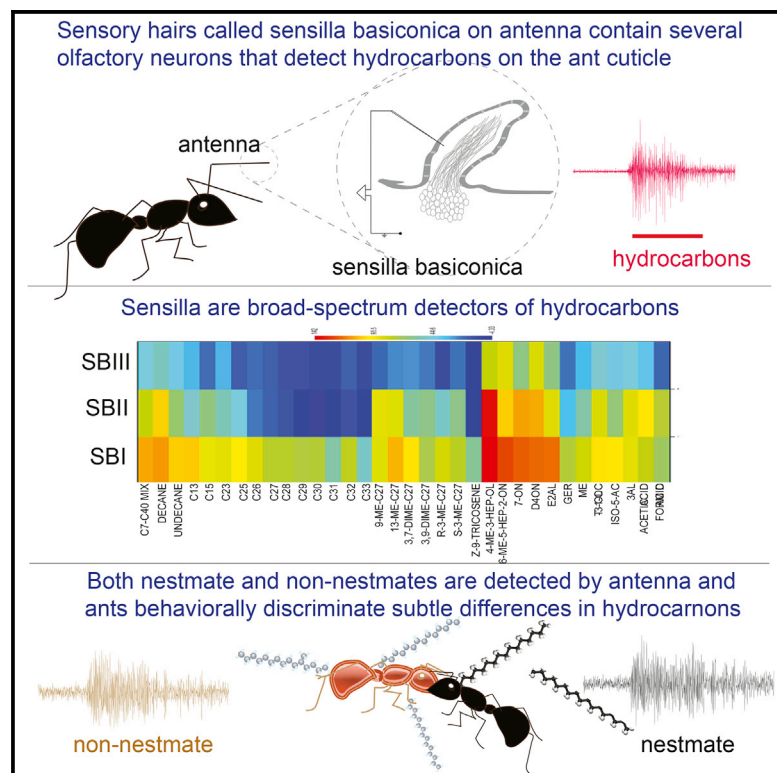 Sensory hairs called sensilla basiconica on antenna contain several
olfactory neurons that detect hydrocarbons on the ant cuticle
antenna
sensilla basiconica
hydrocarbons
Sensilla are broad-spectrum detectors of hydrocarbons
SBIII
SBII
SBI
C7-C40 MIX
DECANE
UNDECANE
C13
C15
C23
C25
C26
C27
C28
C29
C30
C31
C32
C33
9-ME-C27
13-ME-C27
3,7-DIME-C27
3,9-DIME-C27
R-3-ME-C27
S-3-ME-C27
Z-9-TRICOSENE
4-ME-3-HEP-OL
6-ME-5-HEP-2-ON
7-ON
D4ON
E2AL
GER
ME
ISO-5-AC
3AL
ACETIC ACID
Both nestmate and non-nestmates are detected by antenna and
ants behaviorally discriminate subtle differences in hydrocarnons
non-nestmate
nestmate